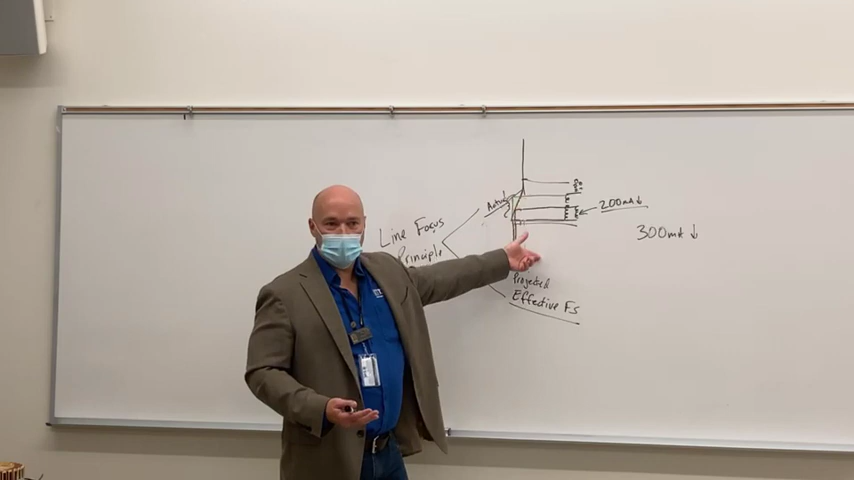 Actual
200mA↓
Line Focus
Principle
300mA↓
Projected
Effective Fs